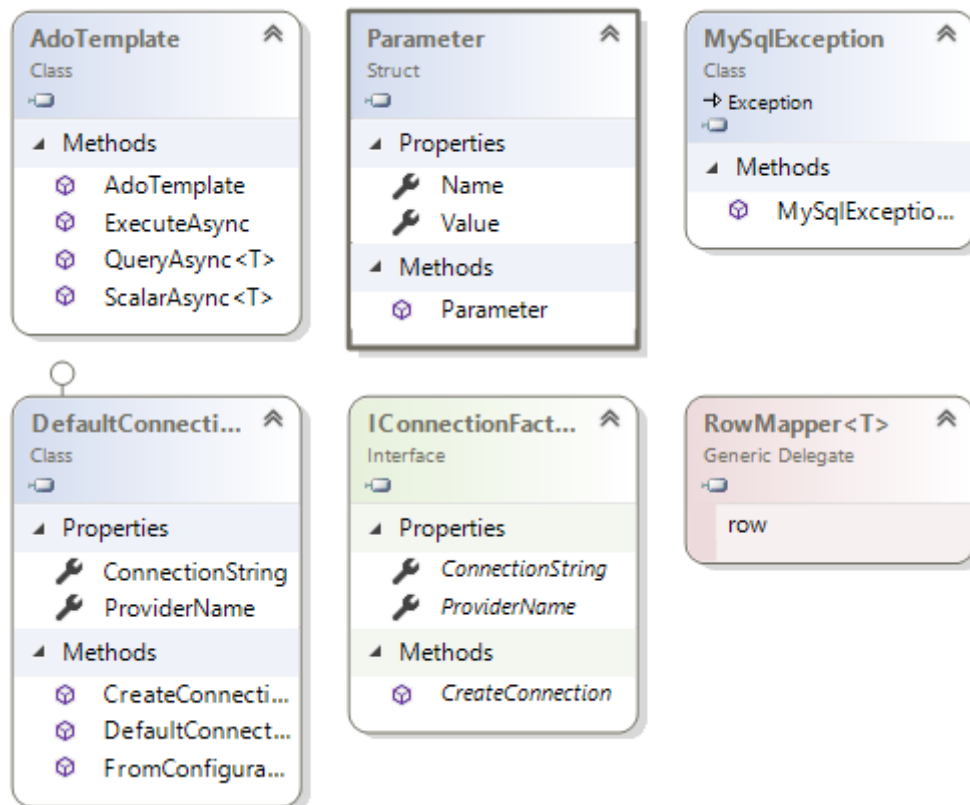 AdoTemplate
Class
Methods
AdoTemplate
ExecuteAsync
QueryAsync<T>
ScalarAsync<T>
Parameter
Struct
Properties
Name
Value
Methods
Parameter
MySqlException
Class
Exception
Methods
MySqlExceptio...
DefaultConnecti...
Class
Properties
ConnectionString
ProviderName
Methods
CreateConnecti...
DefaultConnect...
FromConfigura...
IConnectionFact...
Interface
Properties
ConnectionString
ProviderName
Methods
CreateConnection
RowMapper<T>
Generic Delegate
row